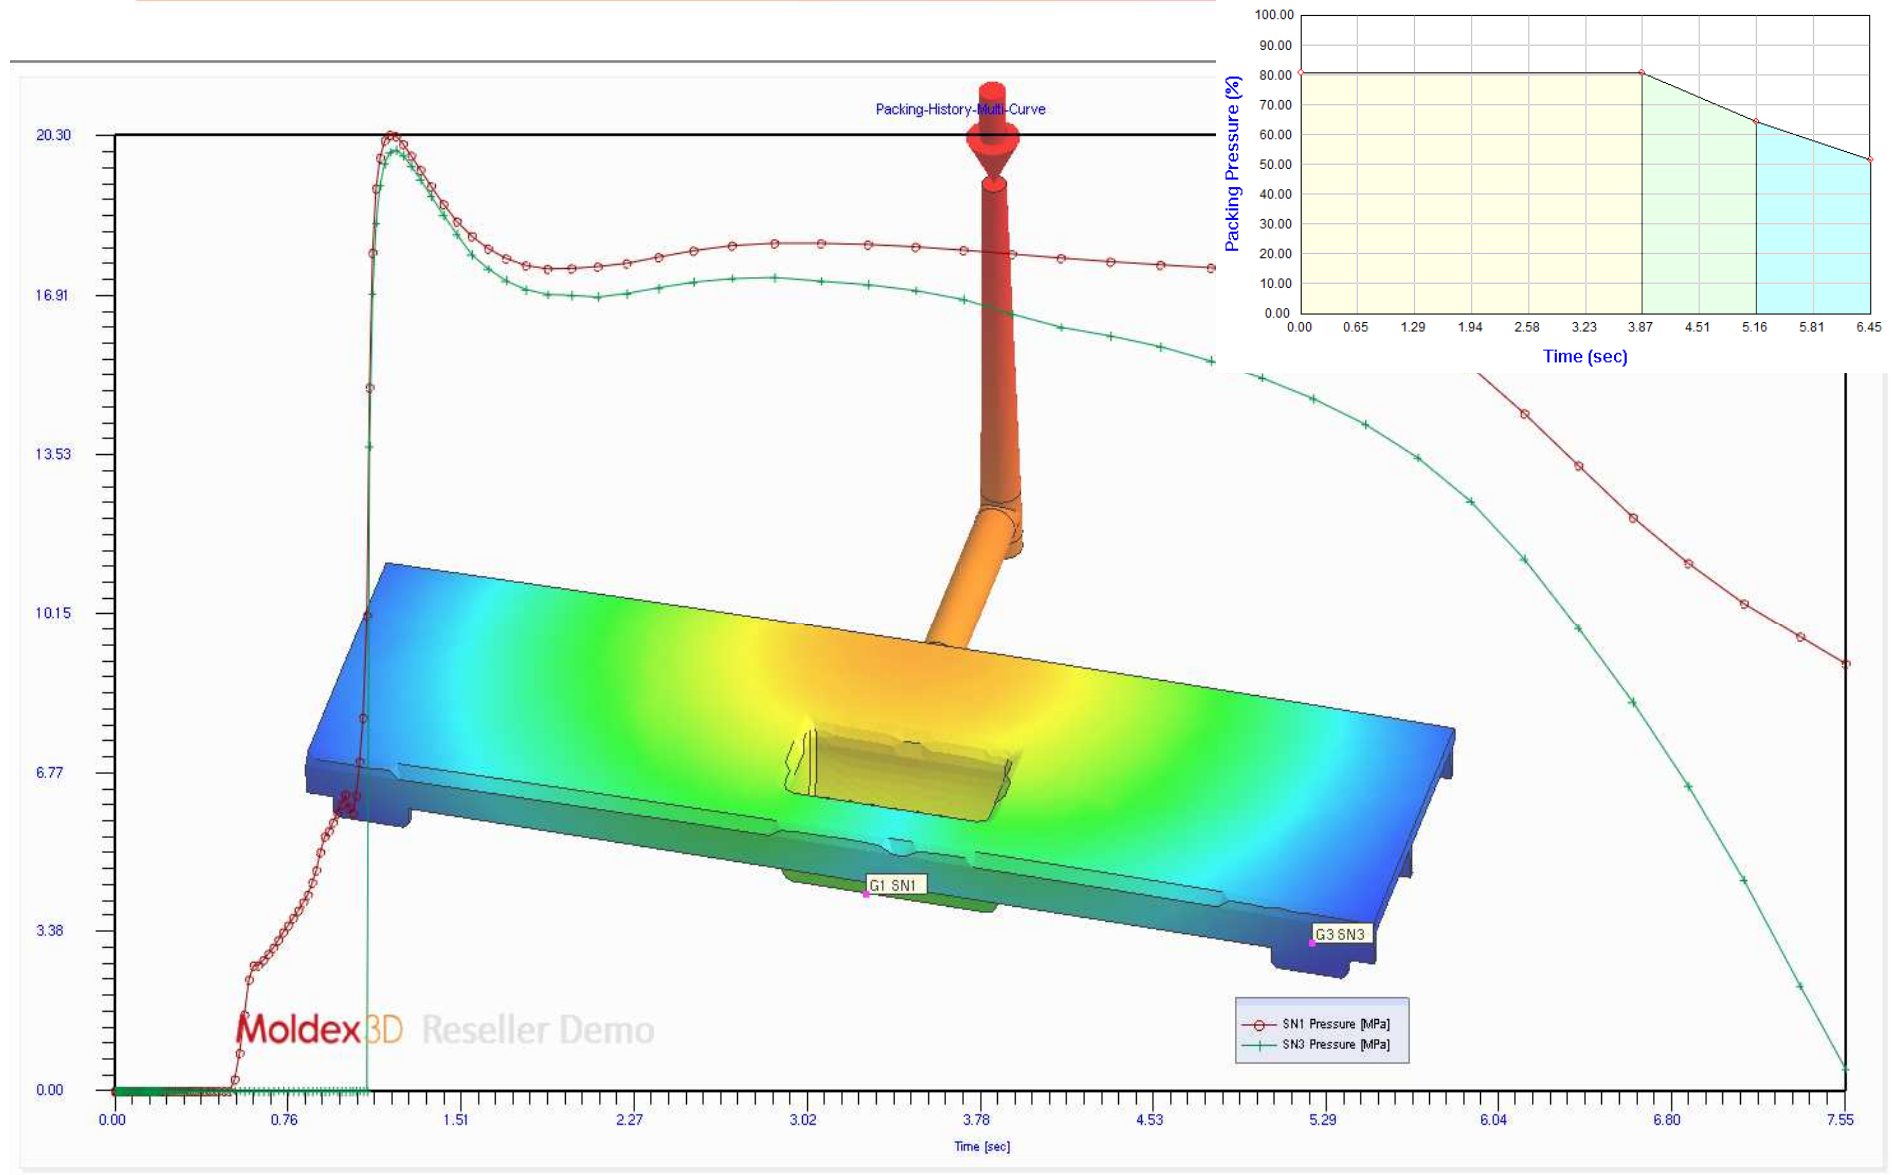 Packing-History-Multi-Curve
20.30
16.91
13.53
10.15
6.77
3.38
0.00
0.00 0.76 1.51 2.27 3.02 3.78 4.53 5.29 6.04 6.80 7.55
Time [sec]
Packing Pressure (%)
100.00
90.00
80.00
70.00
60.00
50.00
40.00
30.00
20.00
10.00
0.00
0.00 0.65 1.29 1.94 2.58 3.23 3.87 4.51 5.16 5.81 6.45
Time (sec)
G1 SN1
G3 SN3
Moldex3D Reseller Demo
SN1 Pressure [MPa]
SN3 Pressure [MPa]